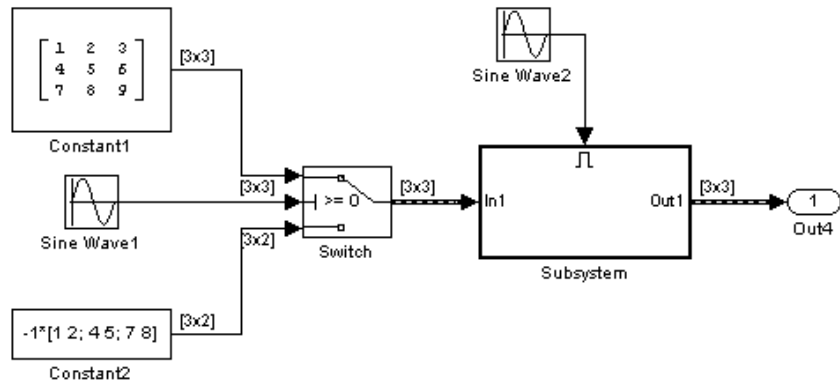 1 2 3
4 5 6
7 8 9
[3x3]
Constant1
Sine Wave2
[3x3]
Sine Wave1
>= 0
[3x3]
In1
Out1
[3x3]
1
Out4
[3x2]
Switch
Subsystem
-1*[1 2; 4 5; 7 8]
[3x2]
Constant2